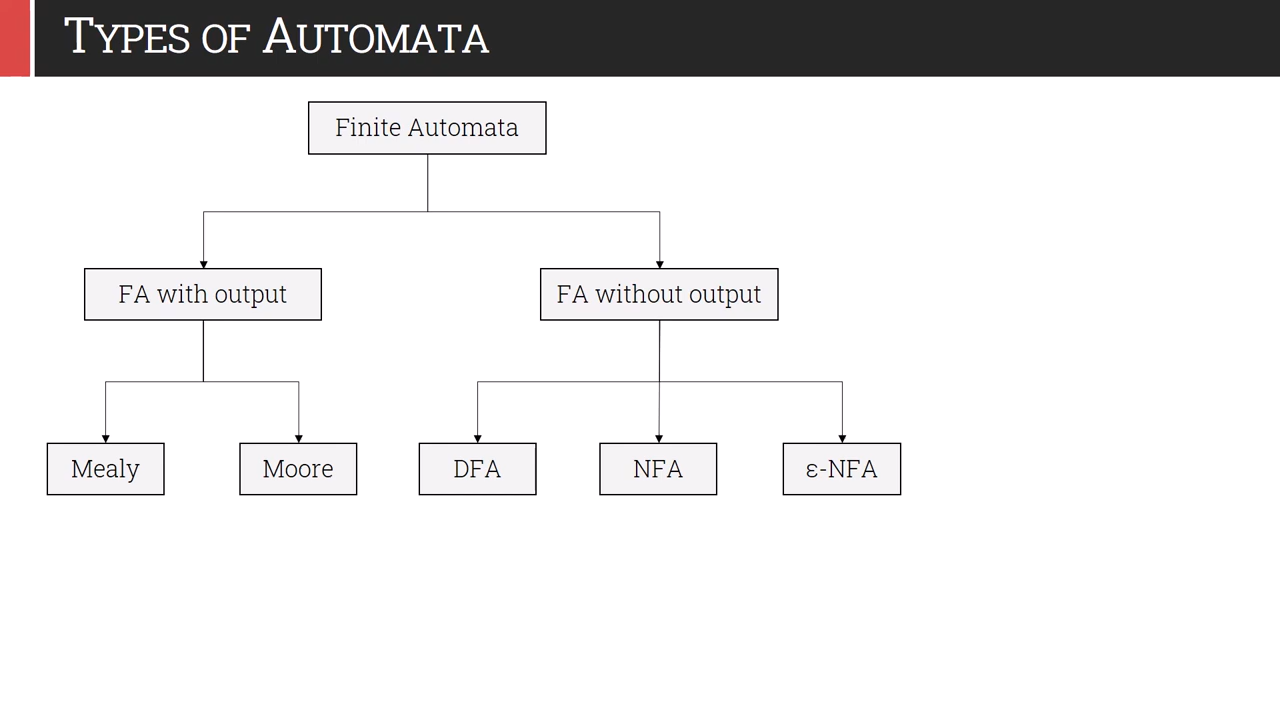 Types of Automata
Finite Automata
FA with output
FA without output
Mealy
Moore
DFA
NFA
ε-NFA